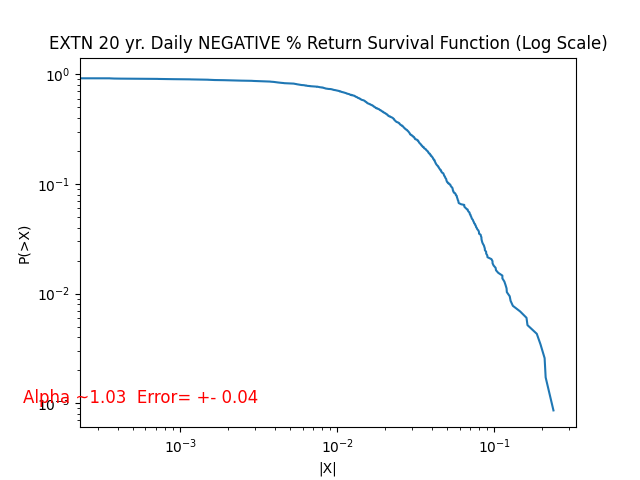 EXTN 20 yr. Daily NEGATIVE % Return Survival Function (Log Scale)
10⁰
10⁻¹
P(>X)
10⁻²
10⁻³
Alpha ~1.03 Error= +- 0.04
10⁻³ 10⁻² 10⁻¹
|X|